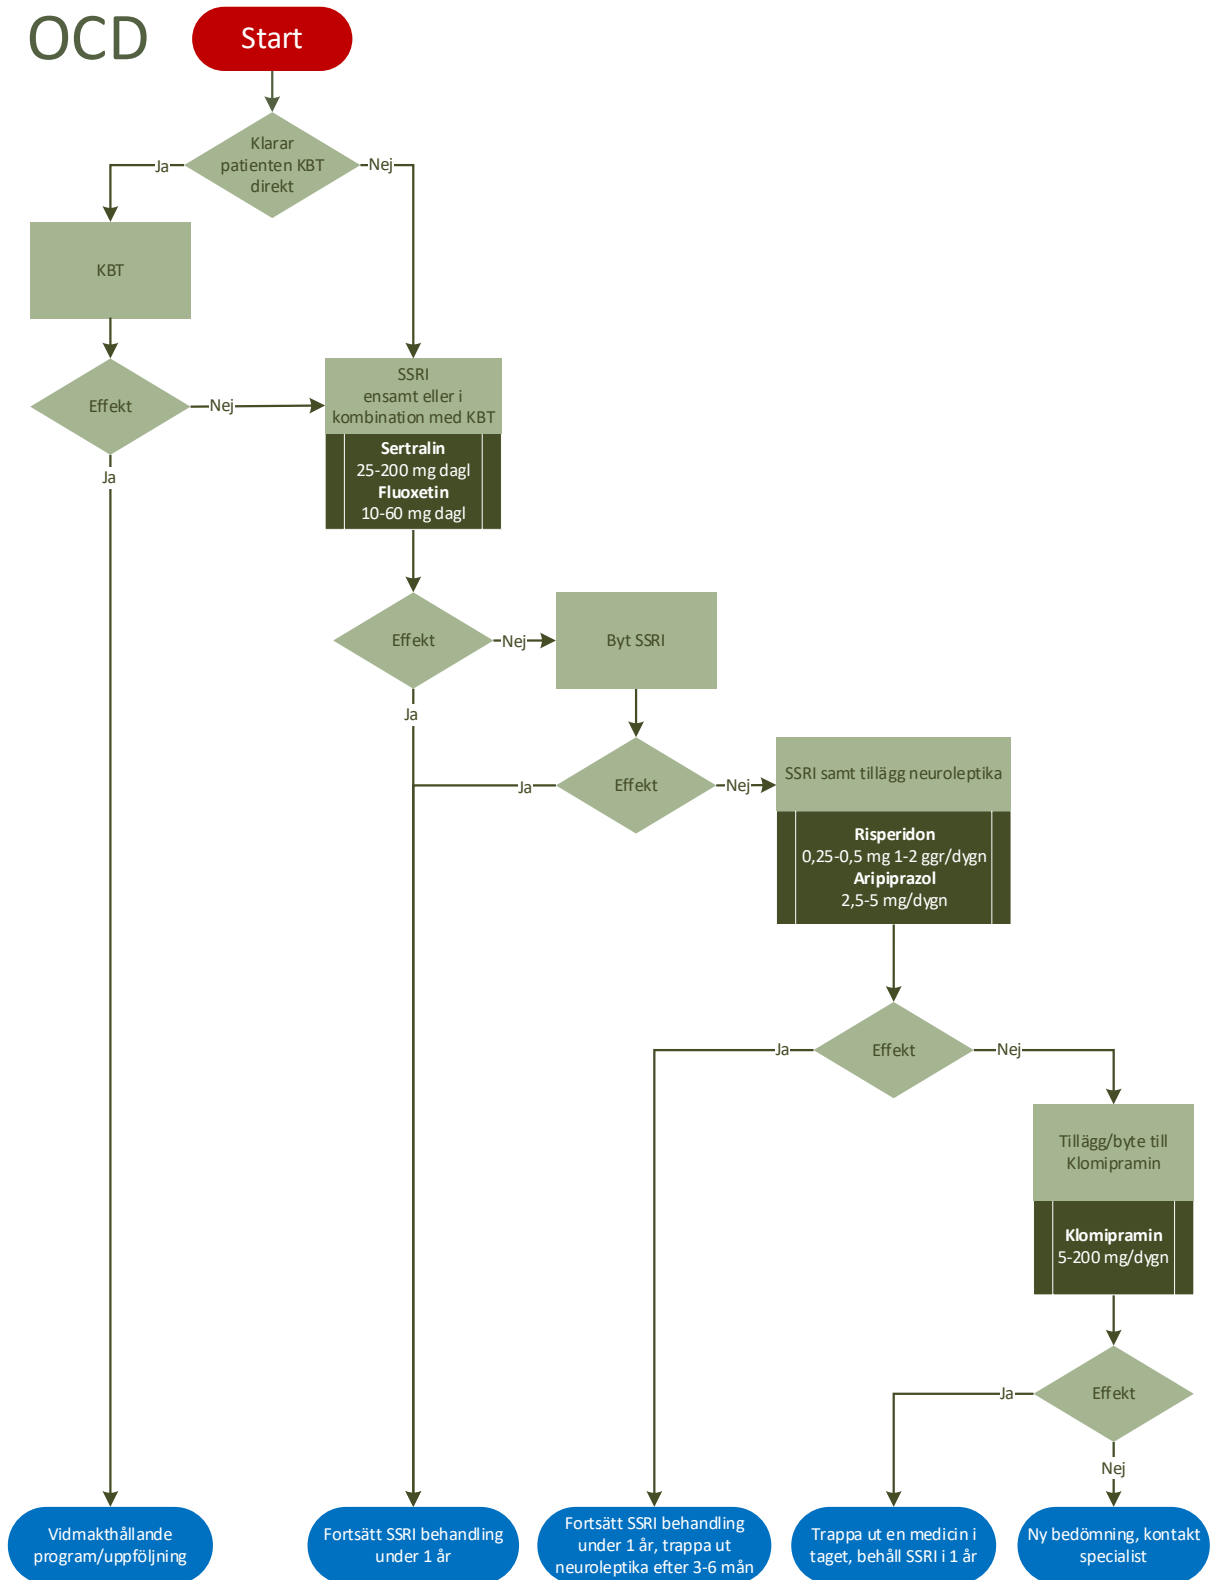 OCD
Start
Klarar
patienten KBT
direkt
Ja
Nej
KBT
Effekt
Nej
Ja
SSRI
ensamt eller i
kombination med KBT
Sertralin
25-200 mg dagl
Fluoxetin
10-60 mg dagl
Effekt
Nej
Ja
Byt SSRI
Effekt
Ja
Nej
SSRI samt tillägg neuroleptika
Risperidon
0,25-0,5 mg 1-2 ggr/dygn
Aripiprazol
2,5-5 mg/dygn
Effekt
Ja
Nej
Tillägg/byte till
Klomipramin
Klomipramin
5-200 mg/dygn
Effekt
Ja
Nej
Vidmakthållande
program/uppföljning
Fortsätt SSRI behandling
under 1 år
Fortsätt SSRI behandling
under 1 år, trappa ut
neuroleptika efter 3-6 mån
Trappa ut en medicin i
taget, behåll SSRI i 1 år
Ny bedömning, kontakt
specialist